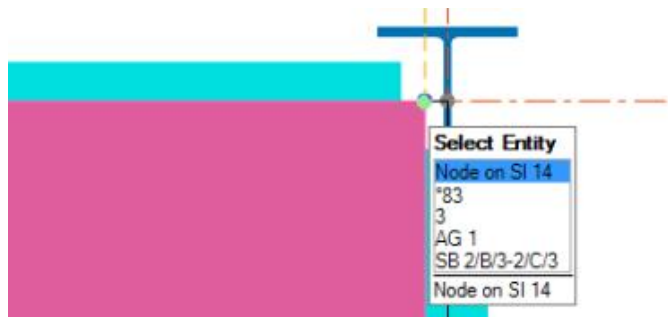 Select Entity
Node on SI 14
°83
3
AG 1
SB 2/B/3-2/C/3
Node on SI 14